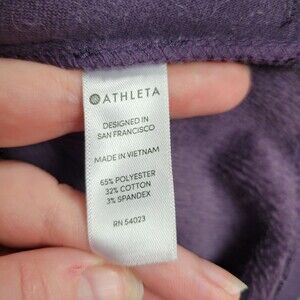 ATHLETA
DESIGNED IN
SAN FRANCISCO
MADE IN VIETNAM
65% POLYESTER
32% COTTON
3% SPANDEX
RN 54023